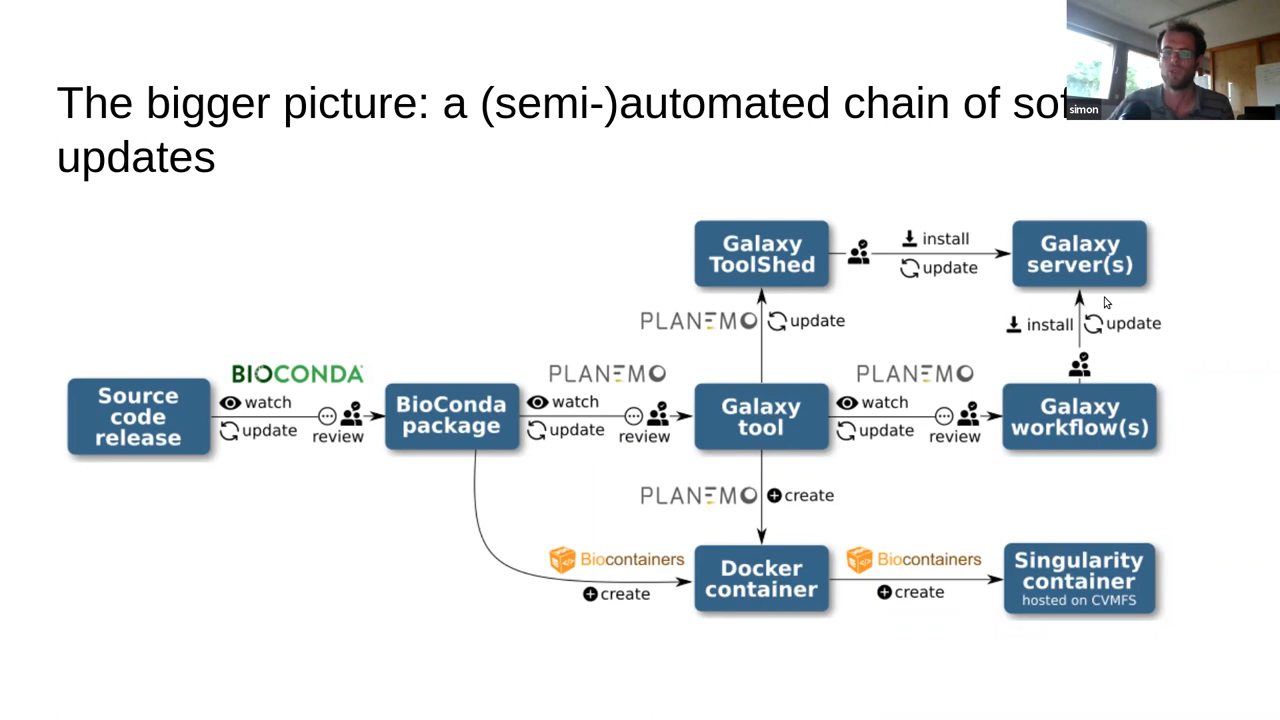 simon
The bigger picture: a (semi-)automated chain of
updates
Galaxy
ToolShed
install
update
Galaxy
server(s)
PLANEMO
update
install
update
Source
code
release
BIOCONDA
watch
update
review
BioConda
package
PLANEMO
watch
update
review
Galaxy
tool
PLANEMO
watch
update
review
Galaxy
workflow(s)
PLANEMO
create
Biocontainers
create
Docker
container
Biocontainers
create
Singularity
container
hosted on CVMFS